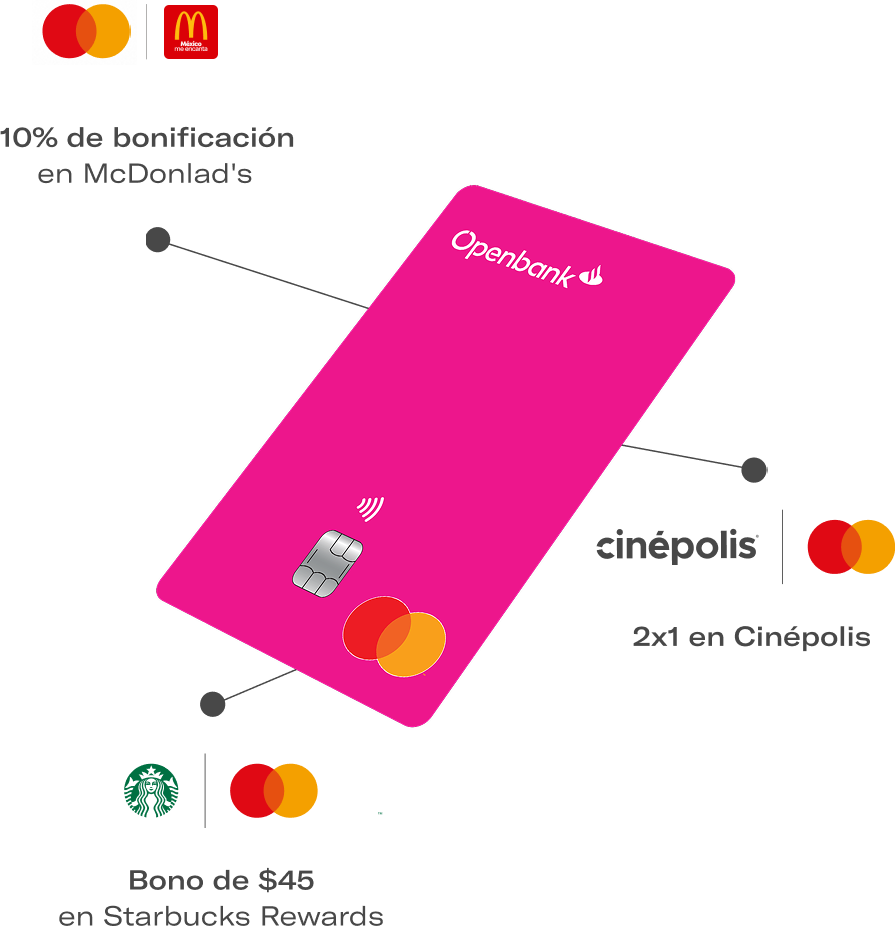 México
me encanta
10% de bonificación
en McDonlad's
Openbank
cinépolis
2x1 en Cinépolis
Bono de $45
en Starbucks Rewards